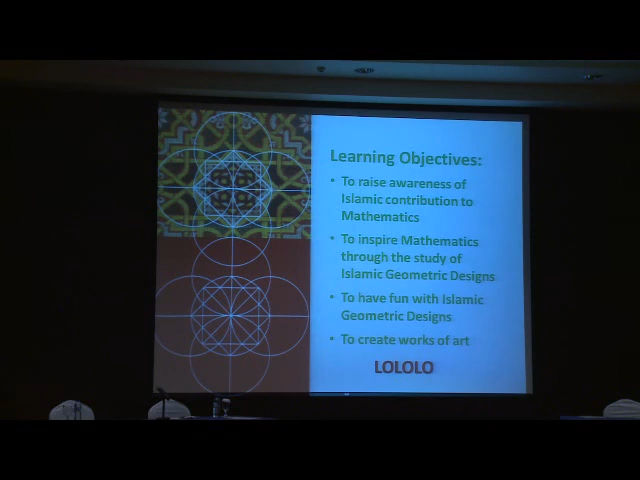 Learning Objectives:
• To raise awareness of
Islamic contribution to
Mathematics
• To inspire Mathematics
through the study of
Islamic Geometric Designs
• To have fun with Islamic
Geometric Designs
• To create works of art
LOLOLO